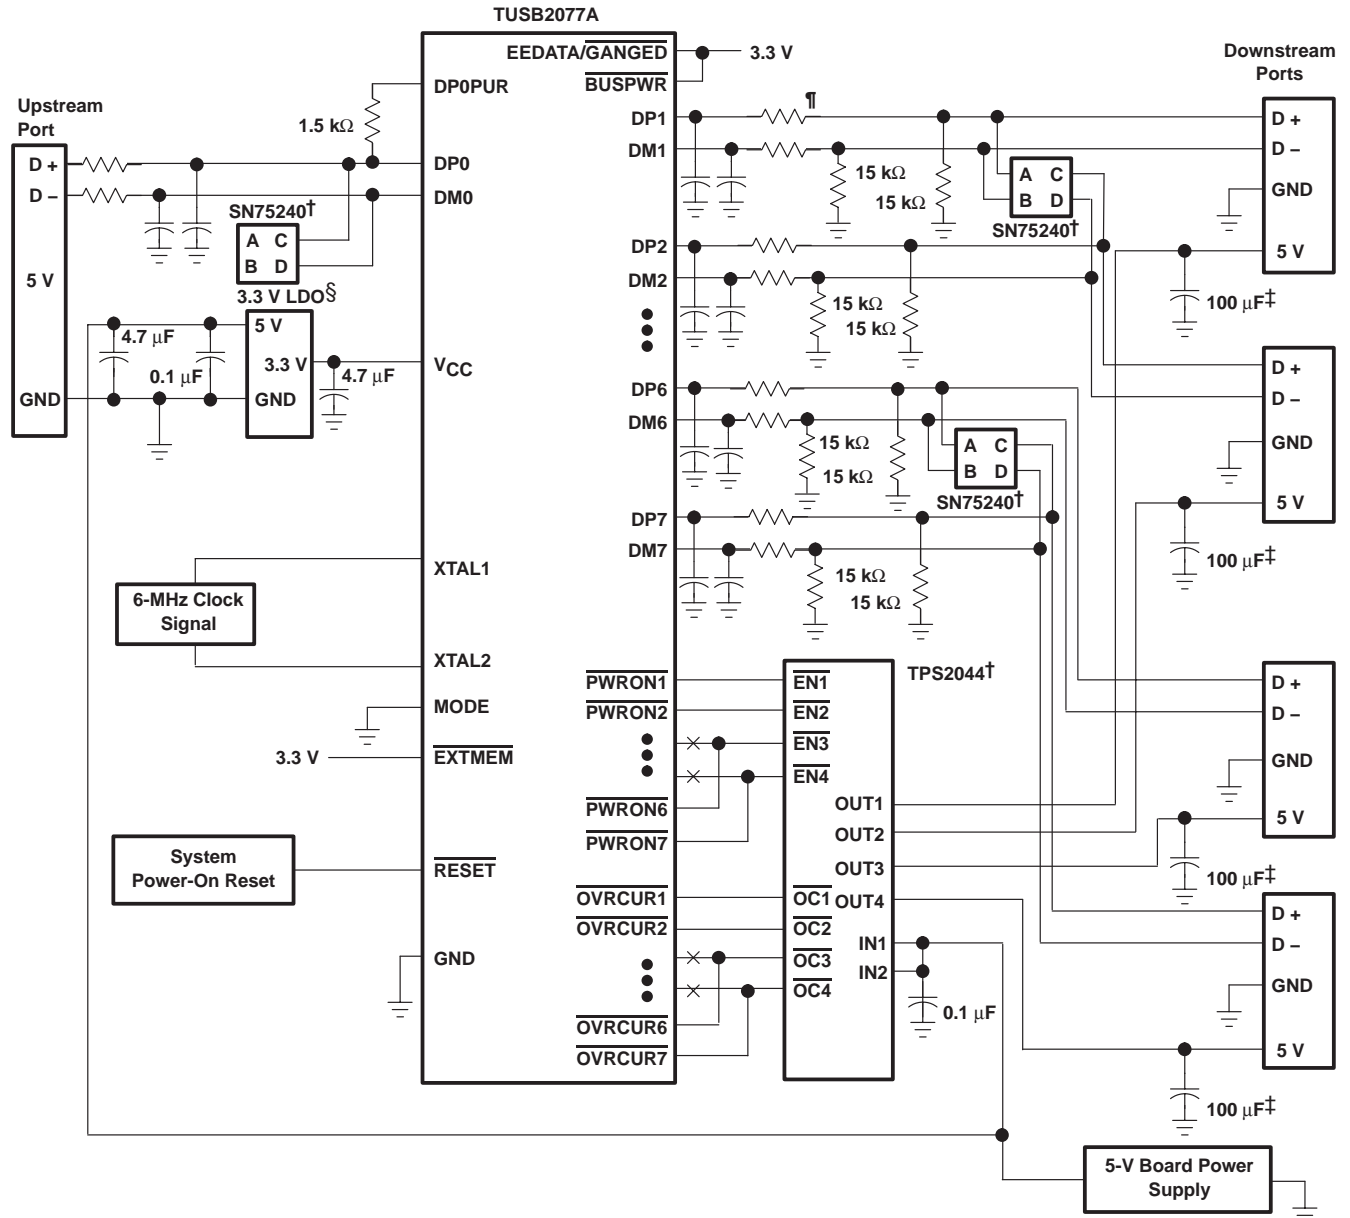 TUSB2077A
Upstream
Port
D +
D –
5 V
GND
1.5 kΩ
SN75240†
A C
B D
3.3 V LDO§
5 V
3.3 V
GND
4.7 µF
0.1 µF
4.7 µF
6-MHz Clock
Signal
3.3 V
System
Power-On Reset
DP0PUR
DP0
DM0
VCC
XTAL1
XTAL2
MODE
EXTMEM
RESET
GND
EEDATA/GANGED
BUSPWR
DP1
DM1
DP2
DM2
DP6
DM6
DP7
DM7
PWRON1
PWRON2
PWRON6
PWRON7
OVRCUR1
OVRCUR2
OVRCUR6
OVRCUR7
3.3 V
¶
15 kΩ
15 kΩ
A C
B D
SN75240†
15 kΩ
15 kΩ
15 kΩ
15 kΩ
A C
B D
SN75240†
15 kΩ
15 kΩ
TPS2044†
EN1
EN2
EN3
EN4
OUT1
OUT2
OUT3
OC1 OUT4
OC2
IN1
OC3
IN2
OC4
0.1 µF
Downstream
Ports
D +
D –
GND
5 V
100 µF‡
D +
D –
GND
5 V
100 µF‡
D +
D –
GND
5 V
100 µF‡
D +
D –
GND
5 V
100 µF‡
5-V Board Power
Supply